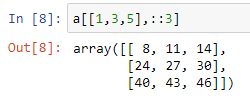 In [8]: a[[1,3,5],::3]
Out[8]: array([[ 8, 11, 14],
[24, 27, 30],
[40, 43, 46]])